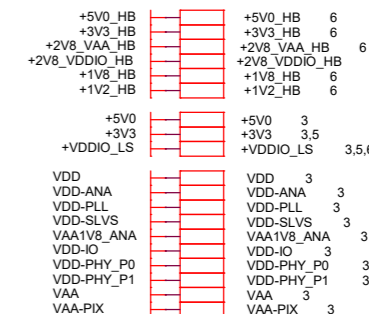 +5V0_HB +5V0_HB 6
+3V3_HB +3V3_HB 6
+2V8_VAA_HB +2V8_VAA_HB 6
+2V8_VDDIO_HB +2V8_VDDIO_HB
+1V8_HB +1V8_HB 6
+1V2_HB +1V2_HB 6
+5V0 +5V0 3
+3V3 +3V3 3,5
+VDDIO_LS +VDDIO_LS 3,5,6
VDD VDD 3
VDD-ANA VDD-ANA 3
VDD-PLL VDD-PLL 3
VDD-SLVS VDD-SLVS 3
VAA1V8_ANA VAA1V8_ANA 3
VDD-IO VDD-IO 3
VDD-PHY_P0 VDD-PHY_P0 3
VDD-PHY_P1 VDD-PHY_P1 3
VAA VAA 3
VAA-PIX VAA-PIX 3